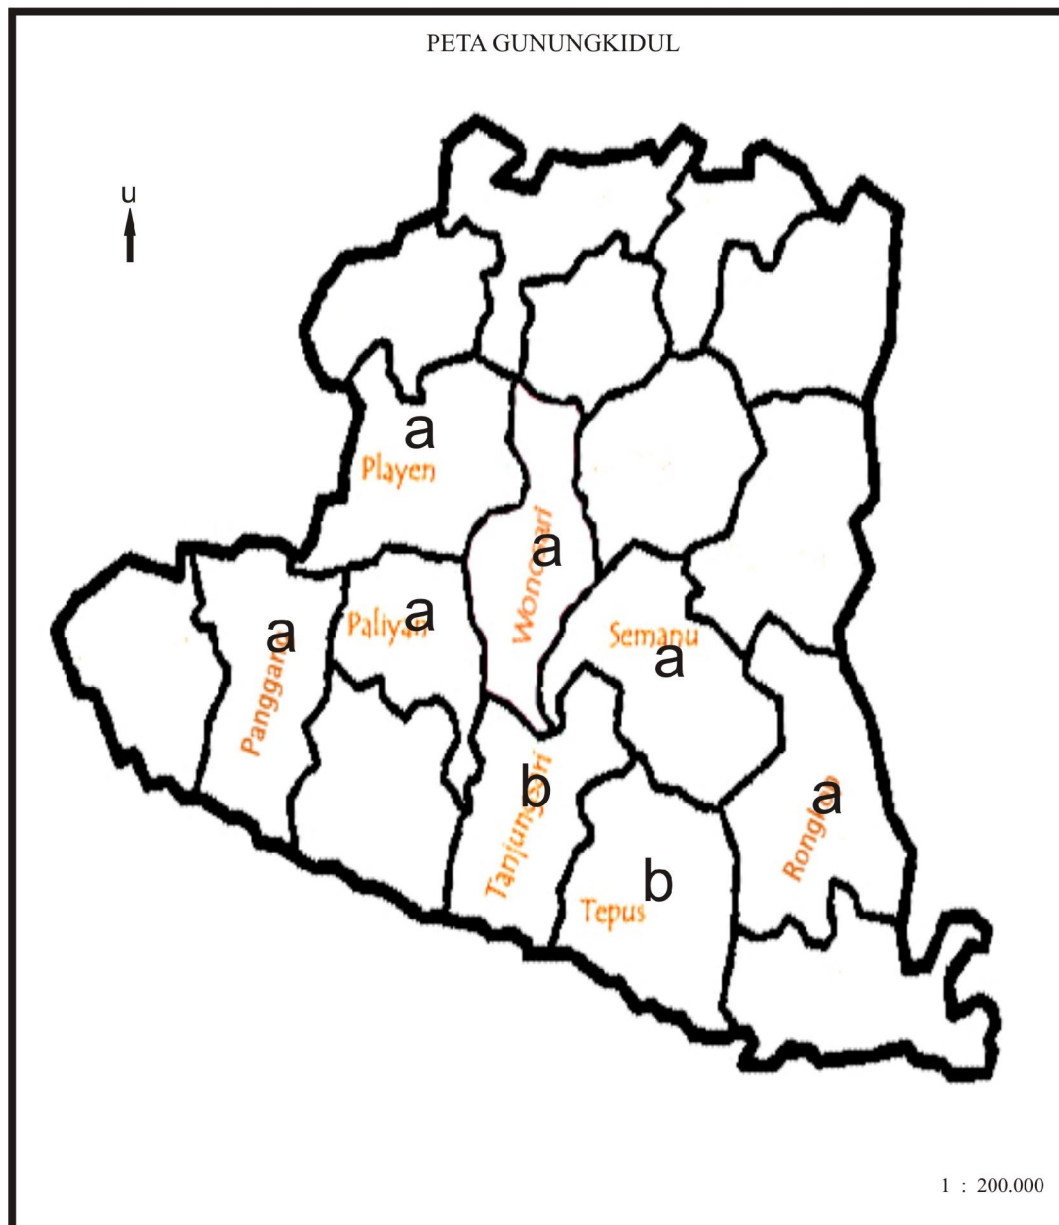 PETA GUNUNGKIDUL
u
a
Playen
a
Wonosari
a
Paliyan
a
Panggang
Semanu
a
b
Tanjungsari
a
Rongkop
b
Tepus
1 : 200.000